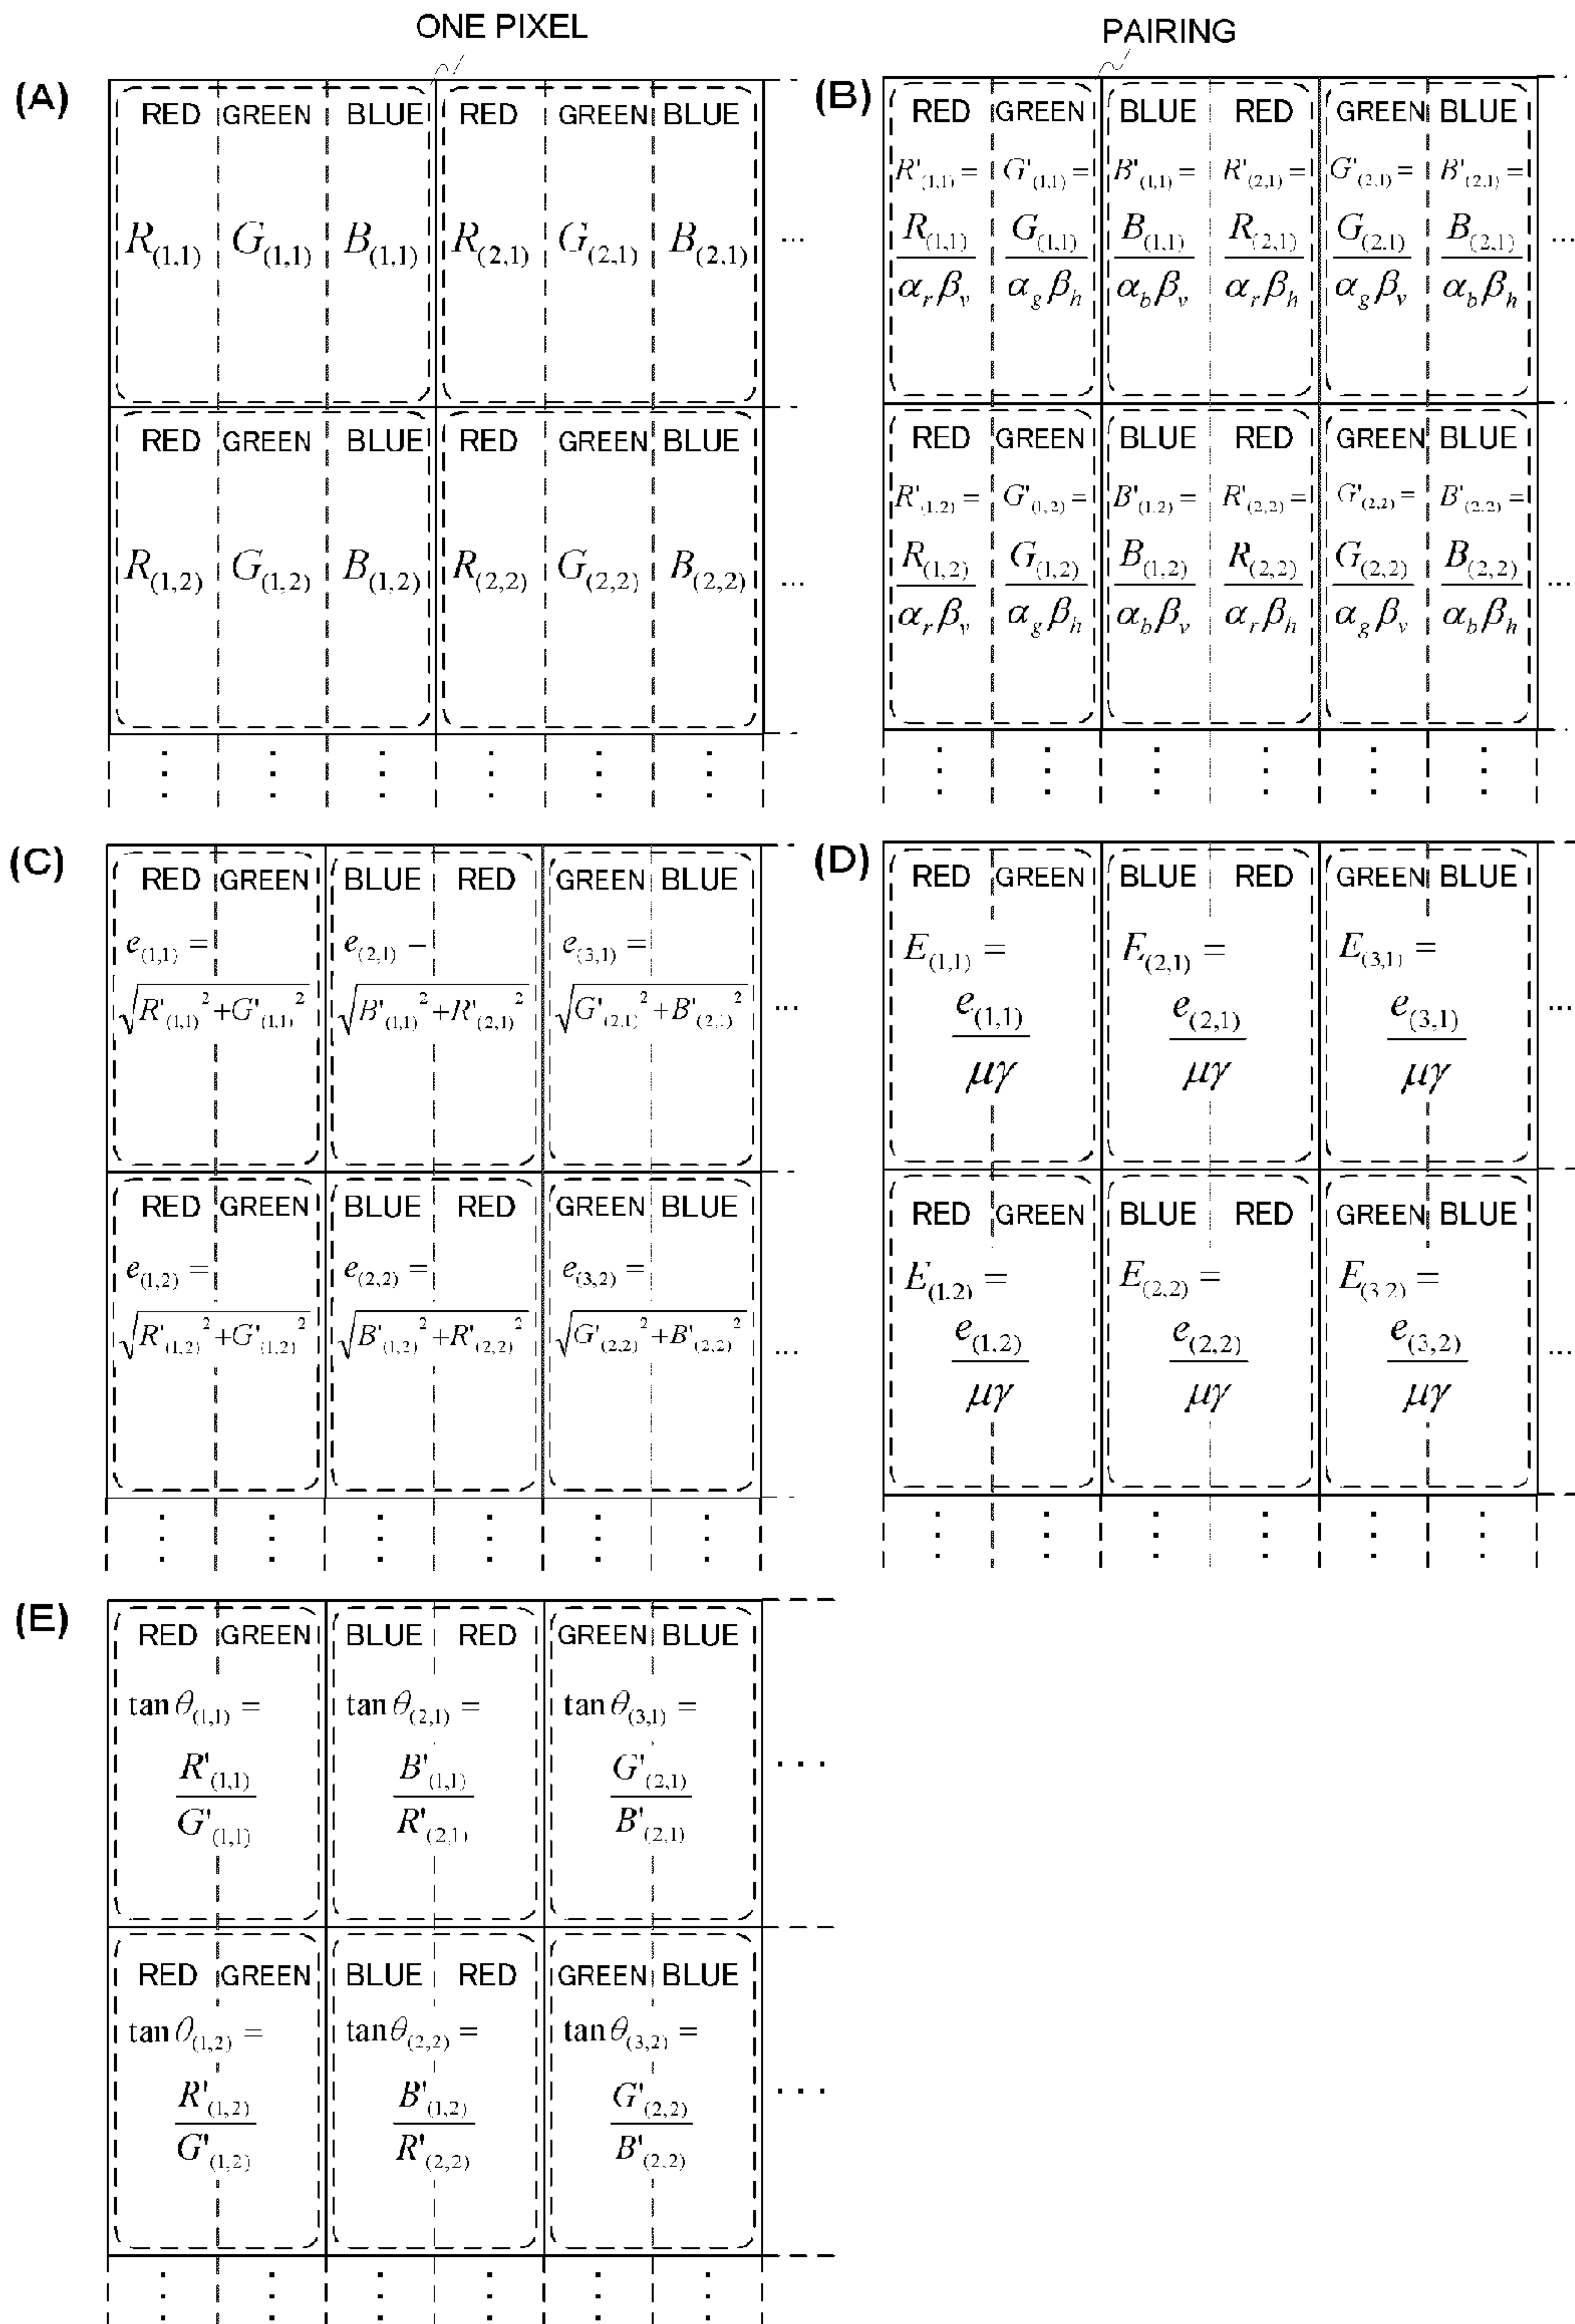 ONE PIXEL
(A)
RED GREEN BLUE RED GREEN BLUE
R(1,1) G(1,1) B(1,1) R(2,1) G(2,1) B(2,1) ...
RED GREEN BLUE RED GREEN BLUE
R(1,2) G(1,2) B(1,2) R(2,2) G(2,2) B(2,2) ...
PAIRING
(B)
RED GREEN BLUE RED GREEN BLUE
R'(1,1) = G'(1,1) = B'(1,1) = R'(2,1) = G'(2,1) = B'(2,1) =
R(1,1) G(1,1) B(1,1) R(2,1) G(2,1) B(2,1) ...
αrβv αgβh αbβv αrβh αgβv αbβh
RED GREEN BLUE RED GREEN BLUE
R'(1,2) = G'(1,2) = B'(1,2) = R'(2,2) = G'(2,2) = B'(2,2) =
R(1,2) G(1,2) B(1,2) R(2,2) G(2,2) B(2,2) ...
αrβv αgβh αbβv αrβh αgβv αbβh
(C)
RED GREEN BLUE RED GREEN BLUE
e(1,1) = e(2,1) = e(3,1) =
√R'(1,1)²+G'(1,1)² √B'(1,1)²+R'(2,1)² √G'(2,1)²+B'(2,1)² ...
RED GREEN BLUE RED GREEN BLUE
e(1,2) = e(2,2) = e(3,2) =
√R'(1,2)²+G'(1,2)² √B'(1,2)²+R'(2,2)² √G'(2,2)²+B'(2,2)² ...
(D)
RED GREEN BLUE RED GREEN BLUE
E(1,1) = E(2,1) = E(3,1) =
e(1,1) e(2,1) e(3,1) ...
μγ μγ μγ
RED GREEN BLUE RED GREEN BLUE
E(1,2) = E(2,2) = E(3,2) =
e(1,2) e(2,2) e(3,2) ...
μγ μγ μγ
(E)
RED GREEN BLUE RED GREEN BLUE
tan θ(1,1) = tan θ(2,1) = tan θ(3,1) =
R'(1,1) B'(1,1) G'(2,1) ...
G'(1,1) R'(2,1) B'(2,1)
RED GREEN BLUE RED GREEN BLUE
tan θ(1,2) = tan θ(2,2) = tan θ(3,2) =
R'(1,2) B'(1,2) G'(2,2) ...
G'(1,2) R'(2,2) B'(2,2)